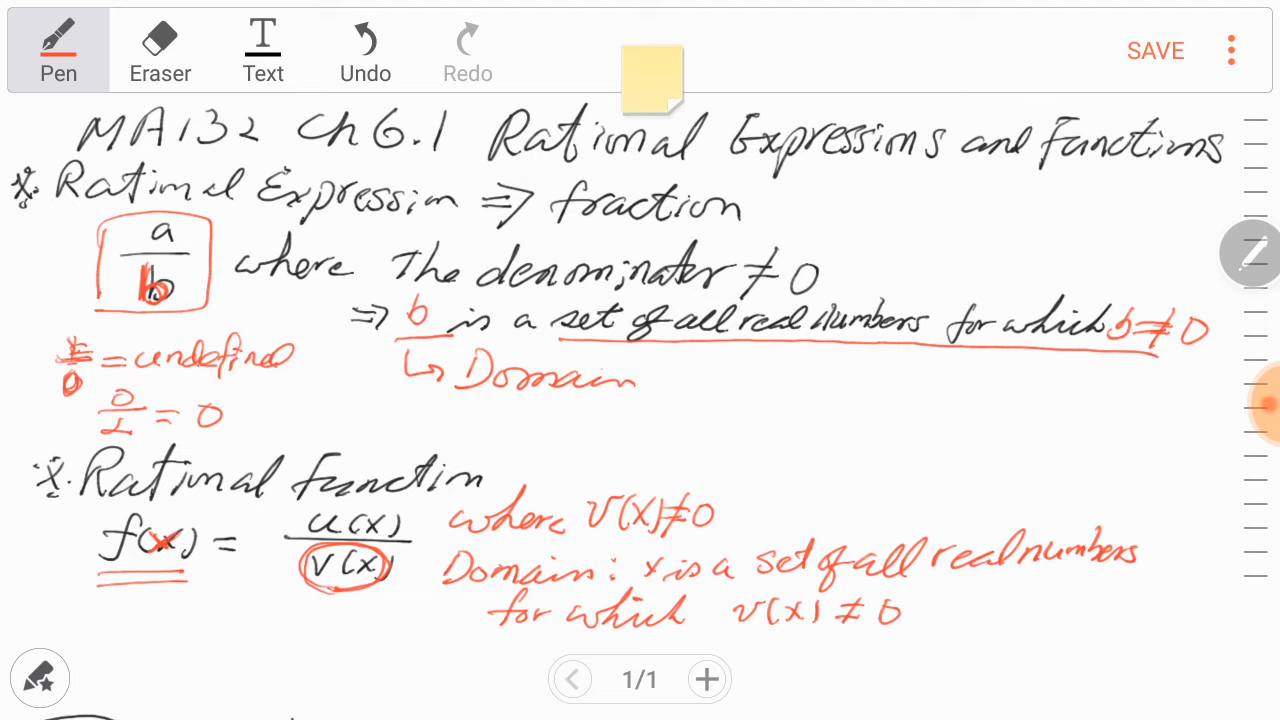 Pen Eraser Text Undo Redo SAVE
MA132 Ch6.1 Rational Expressions and Functions
※ Rational Expression ⇒ fraction
a/b where The denominater ≠ 0
⇒ b is a set of all real numbers for which b ≠ 0
↳ Domain
/0 = undefined
0/1 = 0
※ Rational function
f(x) = u(x)/v(x) where v(x) ≠ 0
Domain: x is a set of all real numbers
for which v(x) ≠ 0
1/1